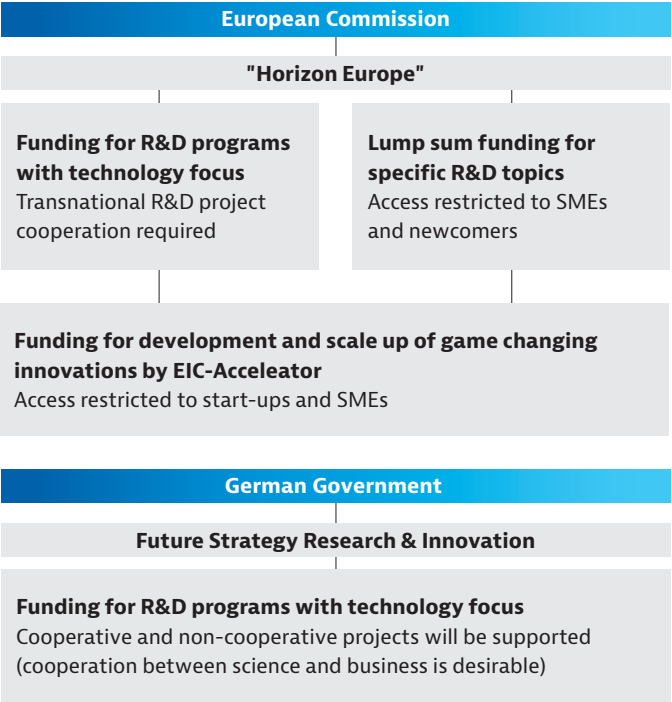 European Commission
"Horizon Europe"
Funding for R&D programs
with technology focus
Transnational R&D project
cooperation required
Lump sum funding for
specific R&D topics
Access restricted to SMEs
and newcomers
Funding for development and scale up of game changing
innovations by EIC-Acceleator
Access restricted to start-ups and SMEs
German Government
Future Strategy Research & Innovation
Funding for R&D programs with technology focus
Cooperative and non-cooperative projects will be supported
(cooperation between science and business is desirable)